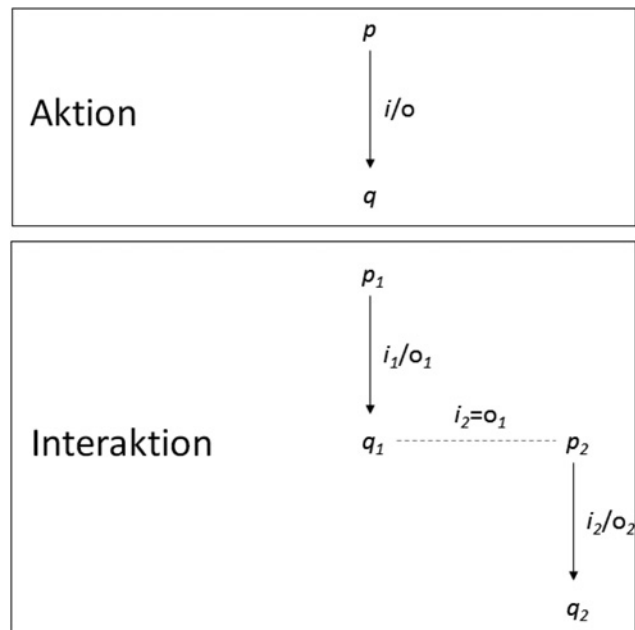 p
Aktion
i/o
q
p₁
i₁/o₁
i₂=o₁
Interaktion
q₁
p₂
i₂/o₂
q₂